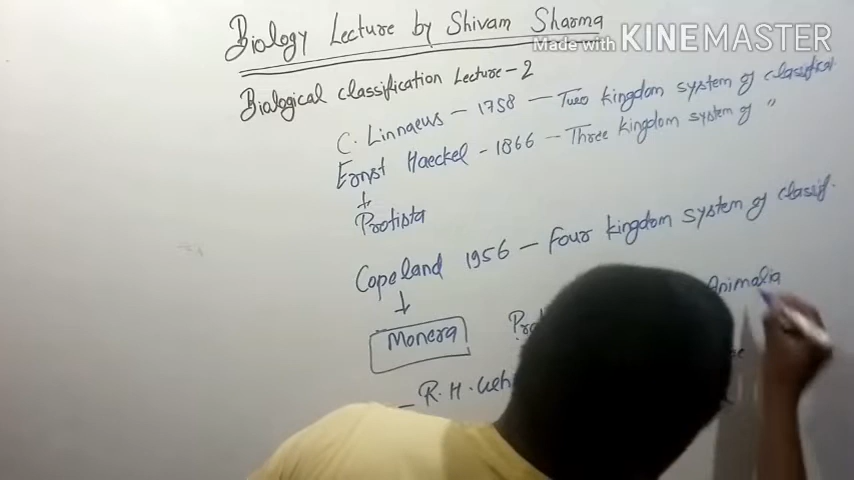 Biology Lecture by Shivam Sharma
Made with KINEMASTER
Biological classification Lecture-2
C. Linnaeus - 1758 - Two kingdom system of classificat
Ernst Haeckel - 1866 - Three kingdom system of "
Protista
Copeland 1956 - Four kingdom system of classif.
Animalia
Monera
R.H.